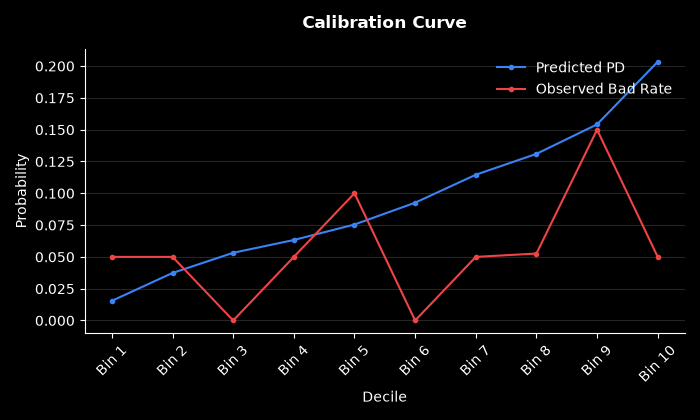 Calibration Curve
Predicted PD
Observed Bad Rate
Probability
0.200
0.175
0.150
0.125
0.100
0.075
0.050
0.025
0.000
Bin 1
Bin 2
Bin 3
Bin 4
Bin 5
Bin 6
Bin 7
Bin 8
Bin 9
Bin 10
Decile